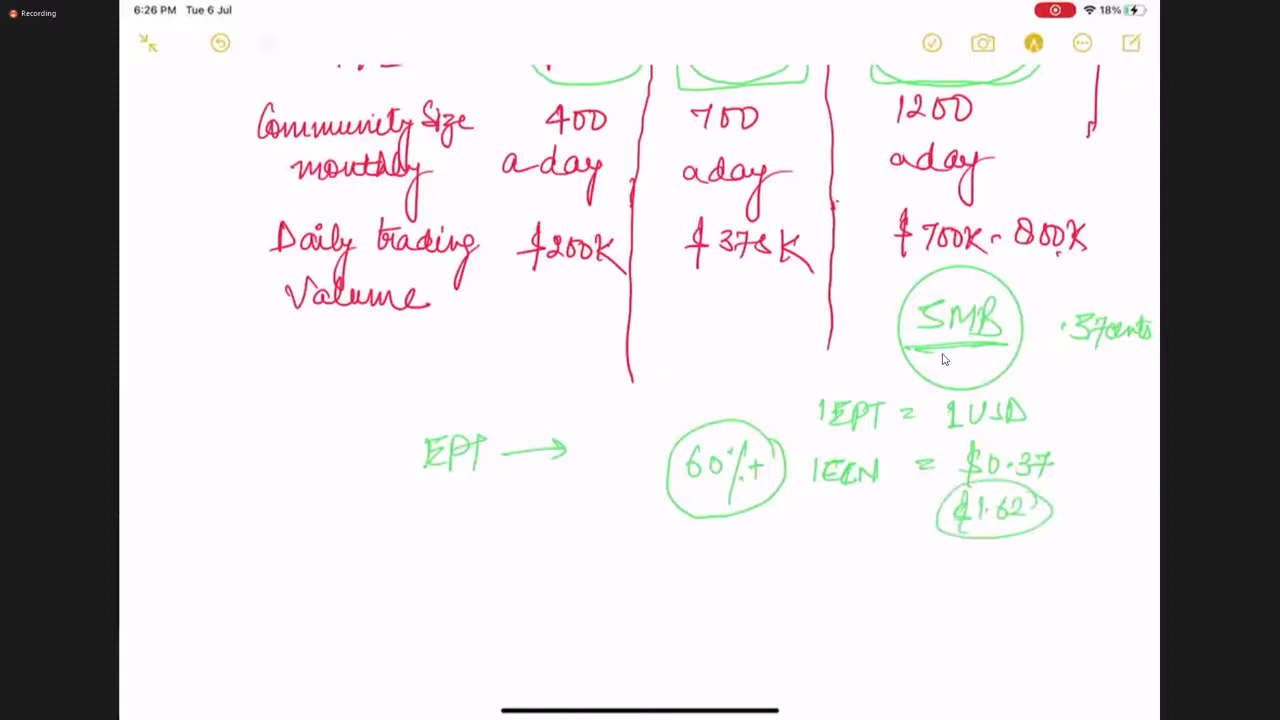 Recording
6:26 PM Tue 6 Jul
18%
Community Size 400 700 1200
monthly a day a day a day
Daily trading $200K $375K $700K - 800K
Volume
SMB .37cents
1EPT = 1USD
EPT → 60%+ 1ECN = $0.37
$1.62